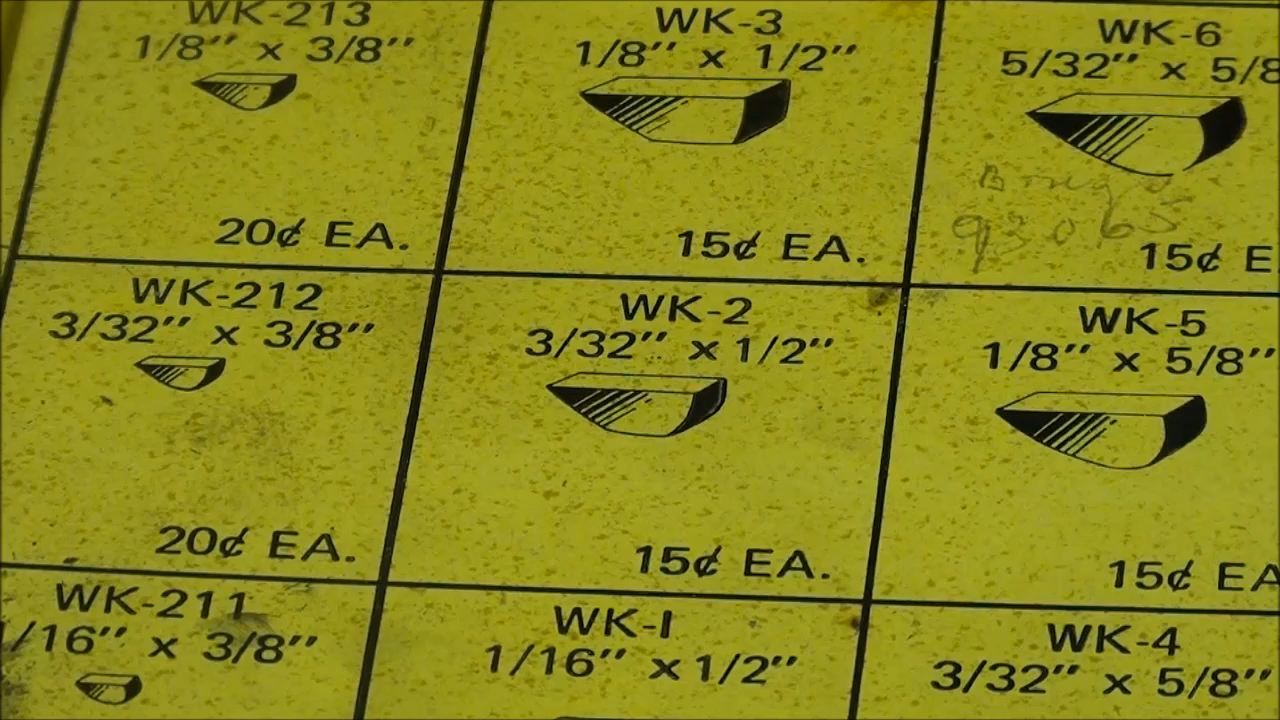 WK-213
1/8" x 3/8"
20¢ EA.
WK-3
1/8" x 1/2"
15¢ EA.
WK-6
5/32" x 5/8
93065
15¢ E
WK-212
3/32" x 3/8"
20¢ EA.
WK-2
3/32" x 1/2"
15¢ EA.
WK-5
1/8" x 5/8"
15¢ EA
WK-211
1/16" x 3/8"
WK-1
1/16" x 1/2"
WK-4
3/32" x 5/8"